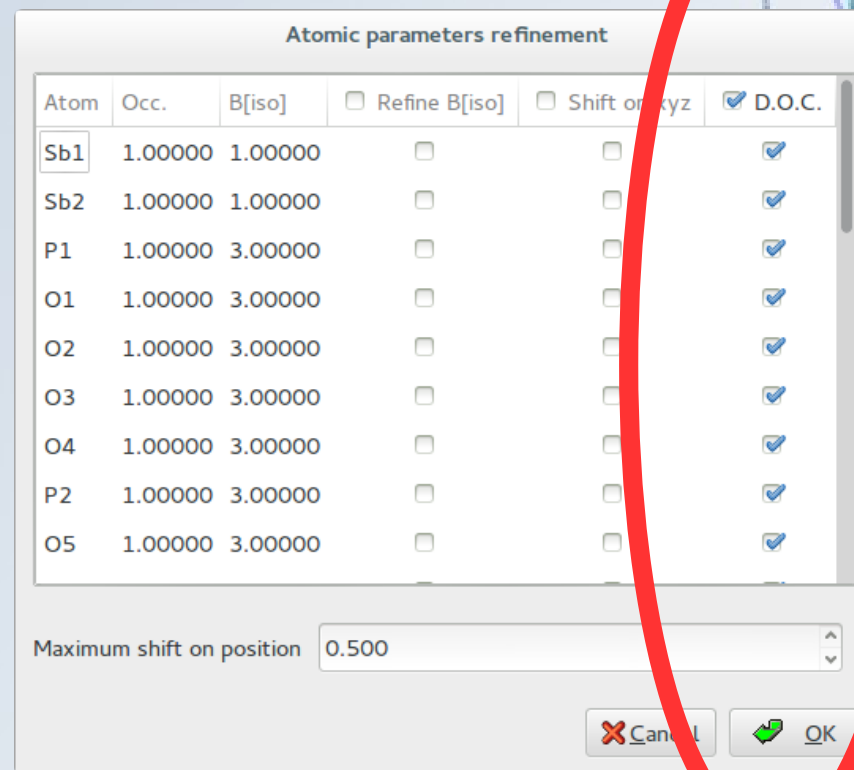 Atomic parameters refinement
Atom Occ. B[iso] Refine B[iso] Shift on xyz D.O.C.
Sb1 1.00000 1.00000
Sb2 1.00000 1.00000
P1 1.00000 3.00000
O1 1.00000 3.00000
O2 1.00000 3.00000
O3 1.00000 3.00000
O4 1.00000 3.00000
P2 1.00000 3.00000
O5 1.00000 3.00000
Maximum shift on position 0.500
Cancel OK